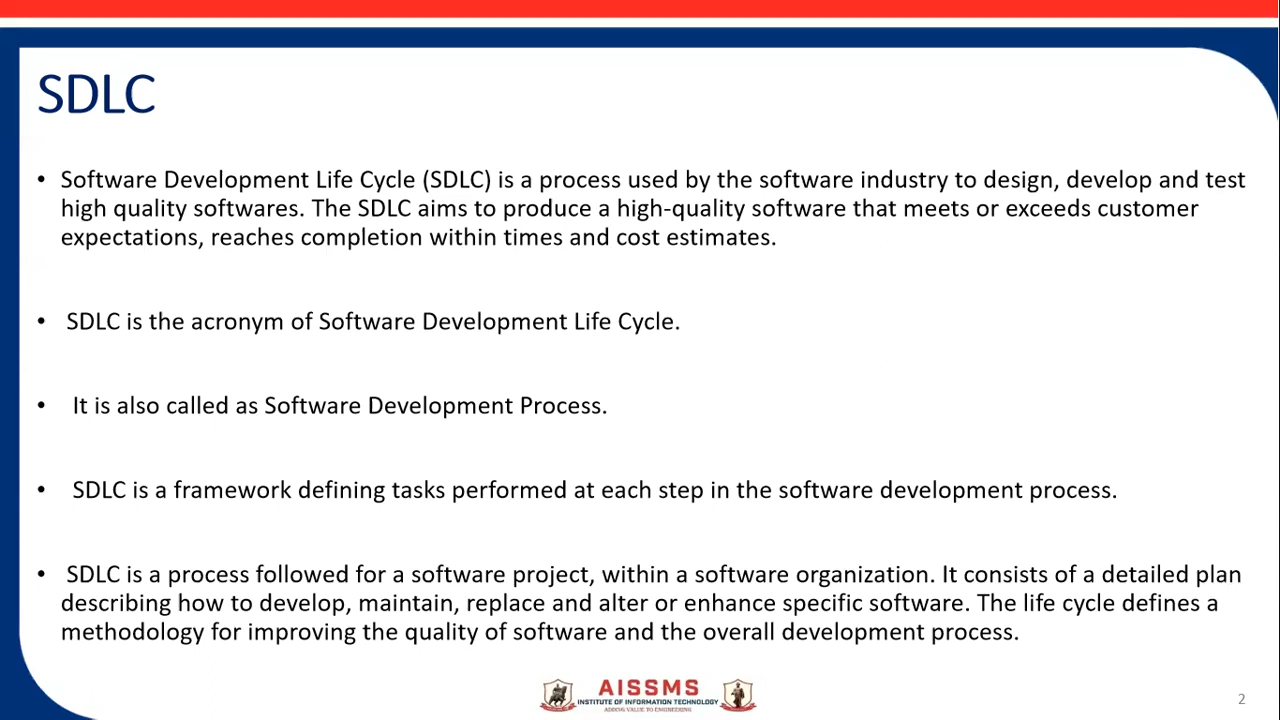 SDLC
• Software Development Life Cycle (SDLC) is a process used by the software industry to design, develop and test
high quality softwares. The SDLC aims to produce a high-quality software that meets or exceeds customer
expectations, reaches completion within times and cost estimates.
• SDLC is the acronym of Software Development Life Cycle.
• It is also called as Software Development Process.
• SDLC is a framework defining tasks performed at each step in the software development process.
• SDLC is a process followed for a software project, within a software organization. It consists of a detailed plan
describing how to develop, maintain, replace and alter or enhance specific software. The life cycle defines a
methodology for improving the quality of software and the overall development process.
AISSMS
INSTITUTE OF INFORMATION TECHNOLOGY
ADDING VALUE TO ENGINEERING
2